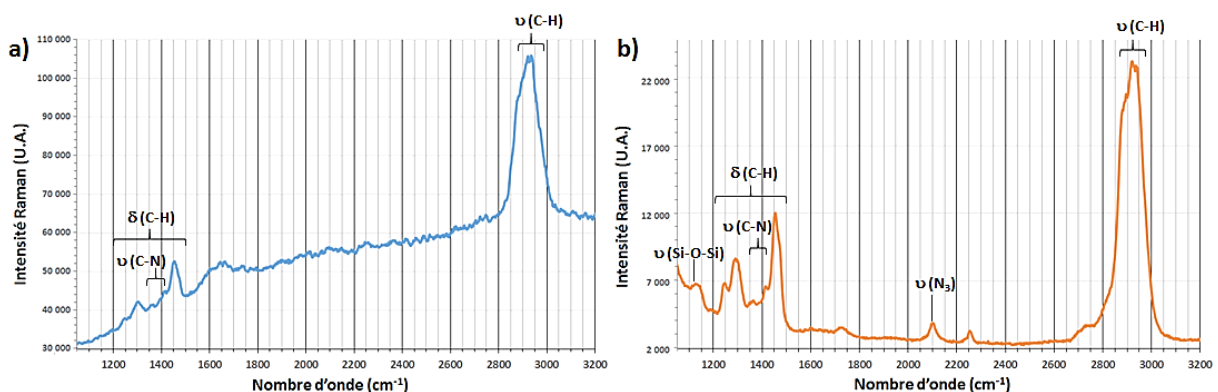 a)
υ (C-H)
110 000
100 000
90 000
80 000
70 000
60 000
50 000
40 000
30 000
δ (C-H)
υ (C-N)
Intensité Raman (U.A.)
1200 1400 1600 1800 2000 2200 2400 2600 2800 3000 3200
Nombre d'onde (cm⁻¹)
b)
υ (C-H)
22 000
17 000
12 000
7 000
2 000
δ (C-H)
υ (C-N)
υ (Si-O-Si)
υ (N₃)
Intensité Raman (U.A.)
1200 1400 1600 1800 2000 2200 2400 2600 2800 3000 3200
Nombre d'onde (cm⁻¹)